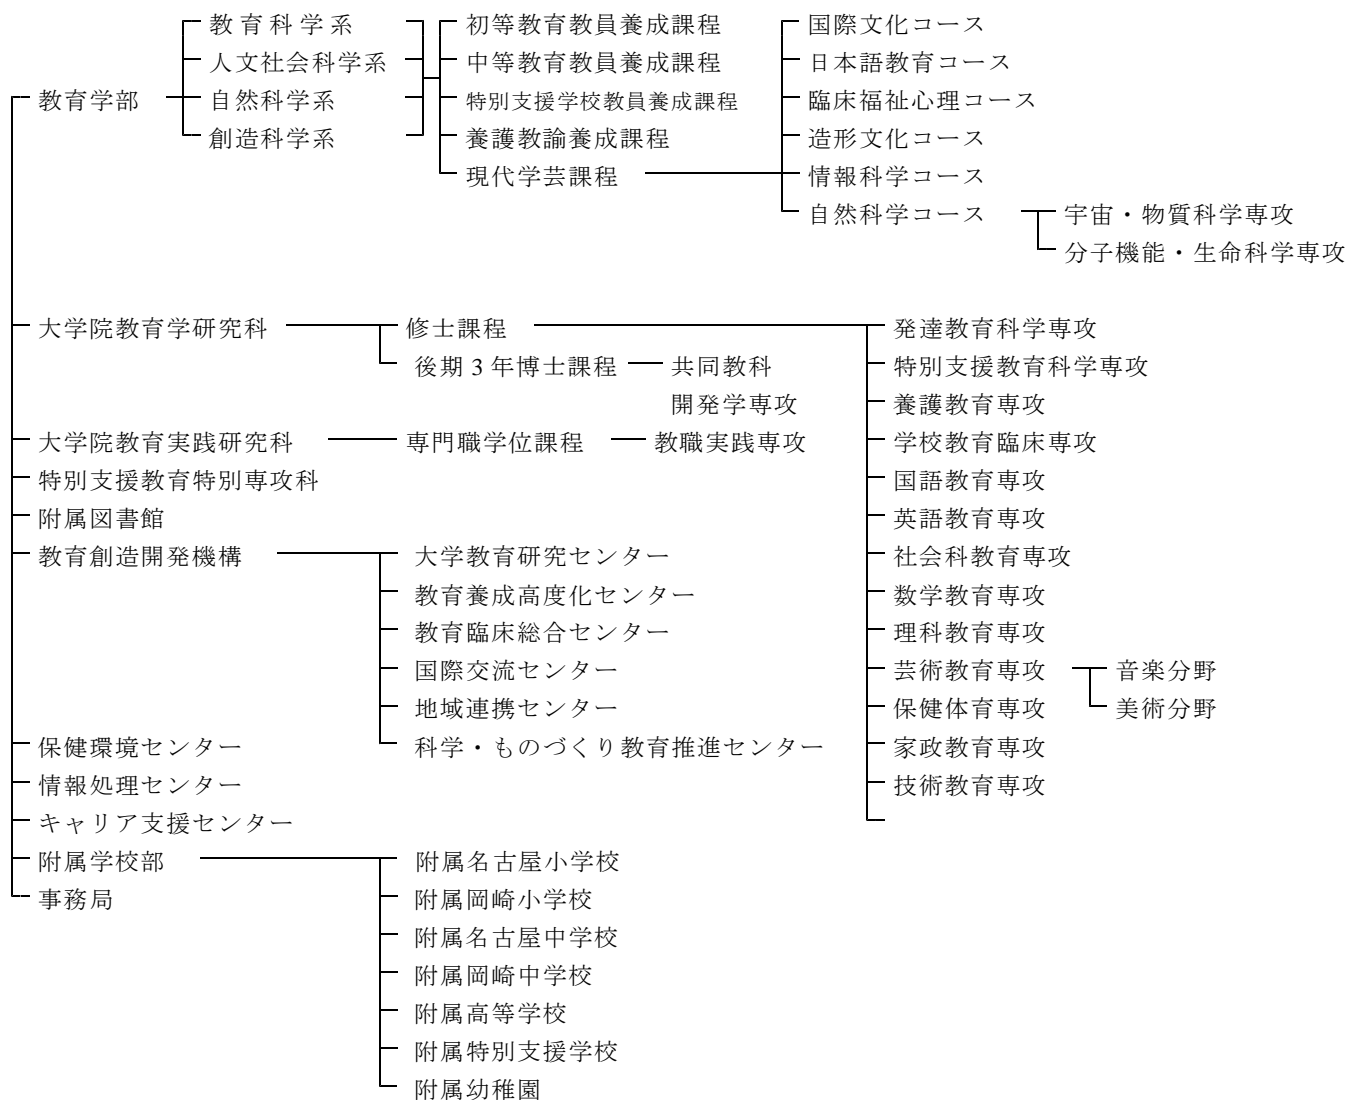 教育科学系 初等教育教員養成課程 国際文化コース
人文社会科学系 中等教育教員養成課程 日本語教育コース
教育学部 自然科学系 特別支援学校教員養成課程 臨床福祉心理コース
創造科学系 養護教諭養成課程 造形文化コース
現代学芸課程 情報科学コース
自然科学コース 宇宙・物質科学専攻
分子機能・生命科学専攻
大学院教育学研究科 修士課程 発達教育科学専攻
後期3年博士課程 共同教科 特別支援教育科学専攻
開発学専攻 養護教育専攻
大学院教育実践研究科 専門職学位課程 教職実践専攻 学校教育臨床専攻
特別支援教育特別専攻科 国語教育専攻
附属図書館 英語教育専攻
教育創造開発機構 大学教育研究センター 社会科教育専攻
教育養成高度化センター 数学教育専攻
教育臨床総合センター 理科教育専攻
国際交流センター 芸術教育専攻 音楽分野
地域連携センター 保健体育専攻 美術分野
保健環境センター 科学・ものづくり教育推進センター 家政教育専攻
情報処理センター 技術教育専攻
キャリア支援センター
附属学校部 附属名古屋小学校
事務局 附属岡崎小学校
附属名古屋中学校
附属岡崎中学校
附属高等学校
附属特別支援学校
附属幼稚園